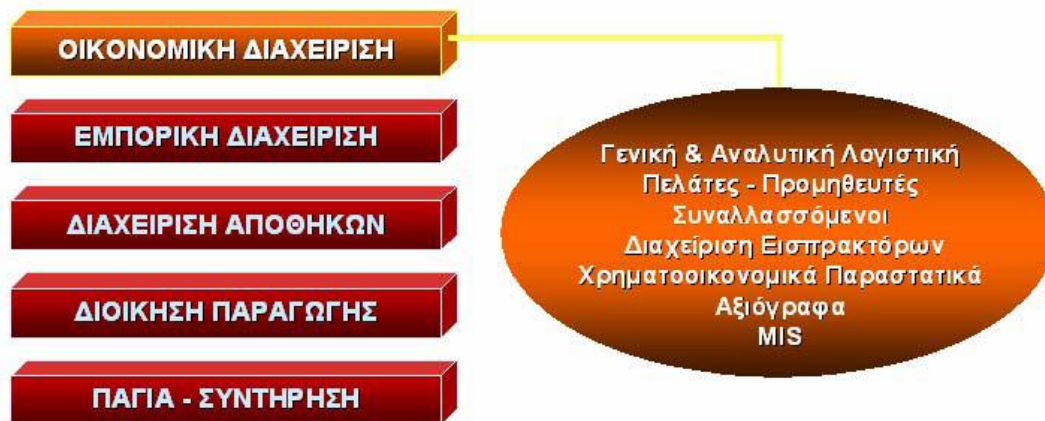 ΟΙΚΟΝΟΜΙΚΗ ΔΙΑΧΕΙΡΙΣΗ
ΕΜΠΟΡΙΚΗ ΔΙΑΧΕΙΡΙΣΗ
ΔΙΑΧΕΙΡΙΣΗ ΑΠΟΘΗΚΩΝ
ΔΙΟΙΚΗΣΗ ΠΑΡΑΓΩΓΗΣ
ΠΑΓΙΑ - ΣΥΝΤΗΡΗΣΗ
Γενική & Αναλυτική Λογιστική
Πελάτες - Προμηθευτές
Συναλλασσόμενοι
Διαχείριση Εισπρακτόρων
Χρηματοοικονομικά Παραστατικά
Αξιόγραφα
MIS